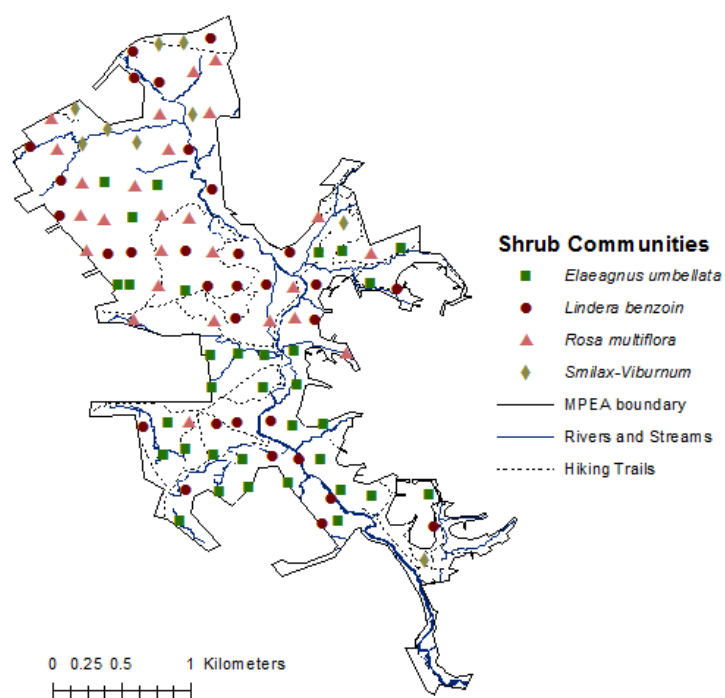 Shrub Communities
Elaeagnus umbellata
Lindera benzoin
Rosa multiflora
Smilax-Viburnum
MPEA boundary
Rivers and Streams
Hiking Trails
0 0.25 0.5 1 Kilometers